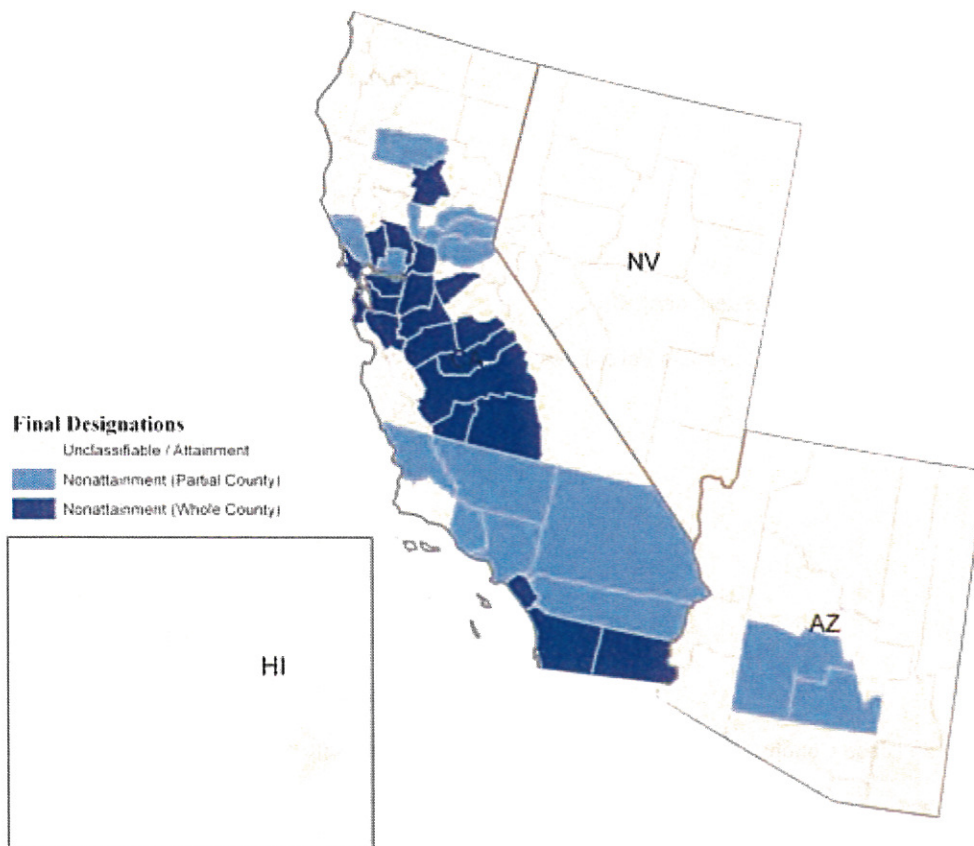 NV
Final Designations
Unclassifiable / Attainment
Nonattainment (Partial County)
Nonattainment (Whole County)
AZ
HI